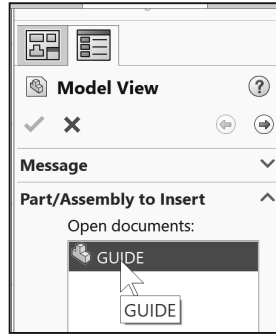 Model View
?
Message
Part/Assembly to Insert
Open documents:
GUIDE
GUIDE